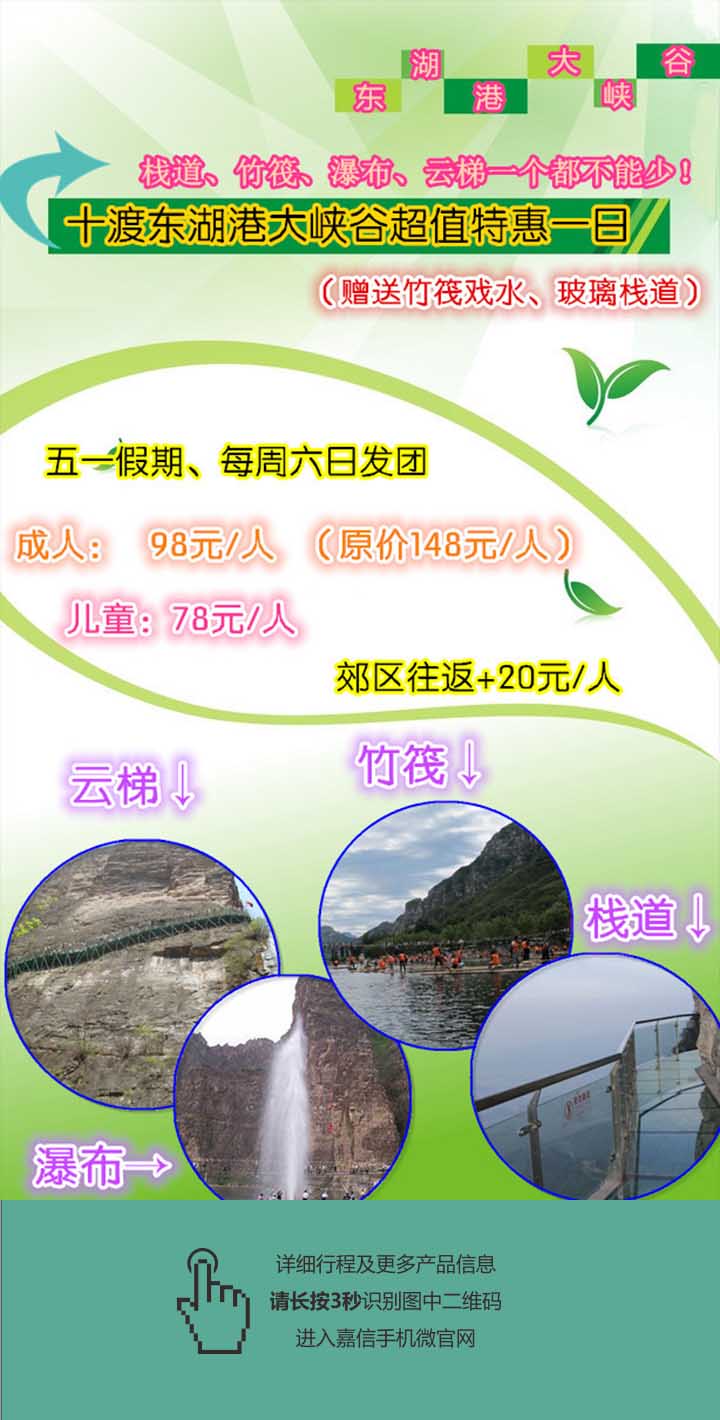 东湖港大峡谷
栈道、竹筏、瀑布、云梯一个都不能少！
十渡东湖港大峡谷超值特惠一日
（赠送竹筏戏水、玻璃栈道）
五一假期、每周六日发团
成人： 98元/人 （原价148元/人）
儿童：78元/人
郊区往返+20元/人
云梯↓
竹筏↓
栈道↓
瀑布→
详细行程及更多产品信息
请长按3秒识别图中二维码
进入嘉信手机微官网